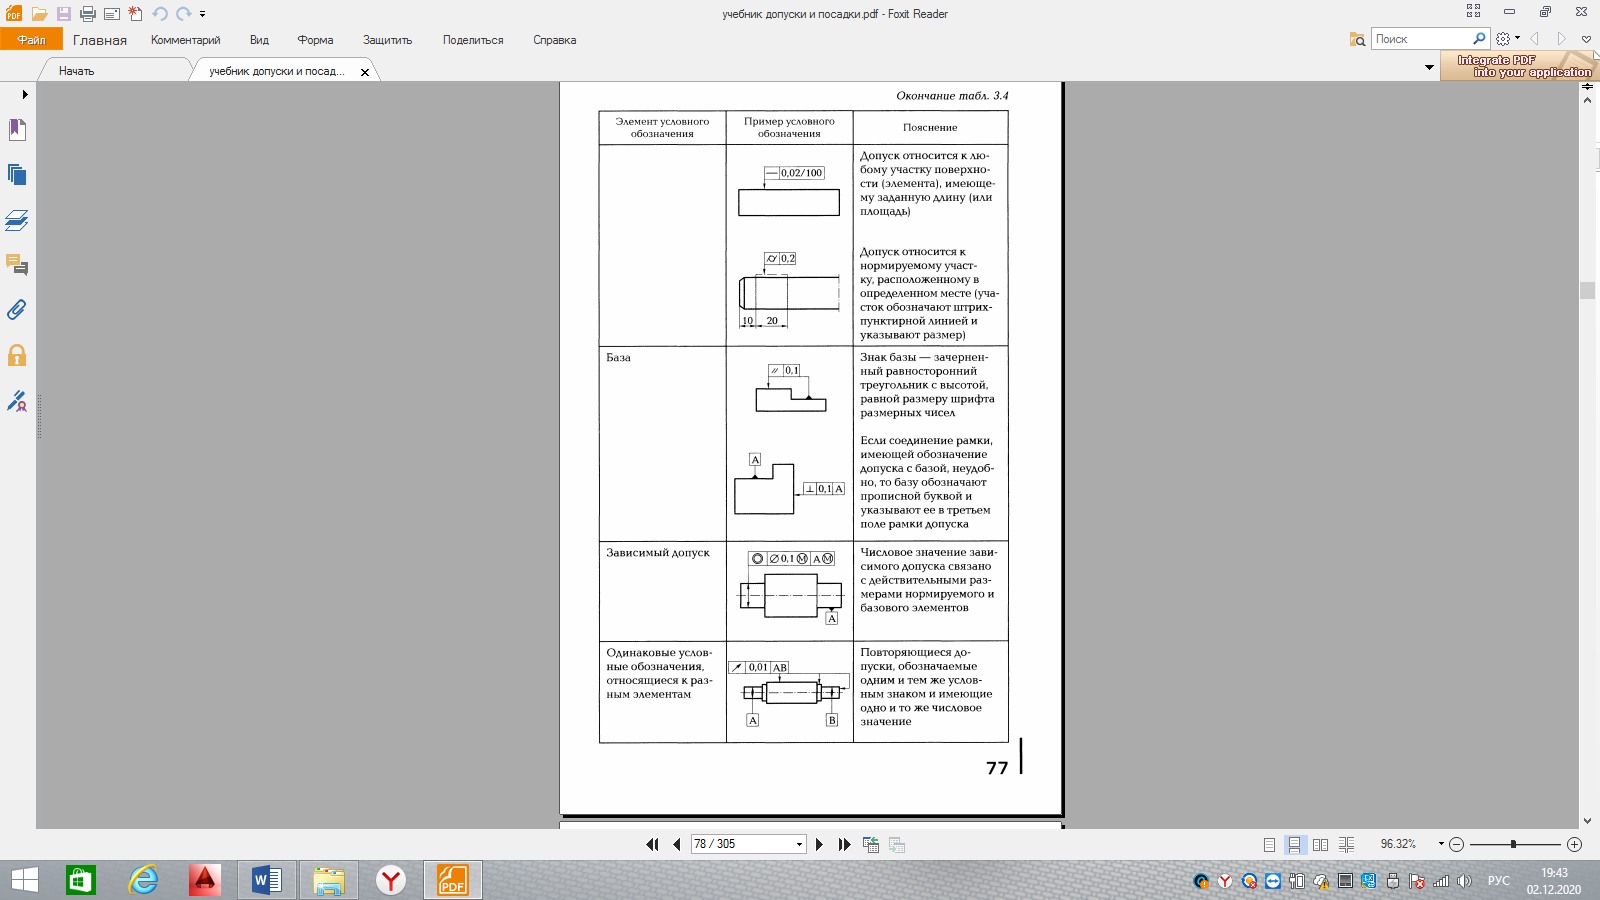 учебник допуски и посадки.pdf - Foxit Reader
Файл
Главная
Комментарий
Вид
Форма
Защитить
Поделиться
Справка
Поиск
Начать
учебник допуски и посад...
Integrate PDF
into your application
Окончание табл. 3.4
Элемент условного
обозначения
Пример условного
обозначения
Пояснение
— 0,02/100
Допуск относится к лю-
бому участку поверхно-
сти (элемента), имеюще-
му заданную длину (или
площадь)
0,2
10
20
Допуск относится к
нормируемому участ-
ку, расположенному в
определенном месте (уча-
сток обозначают штрих-
пунктирной линией и
указывают размер)
База
// 0,1
Знак базы — зачернен-
ный равносторонний
треугольник с высотой,
равной размеру шрифта
размерных чисел
А
⊥ 0,1 А
Если соединение рамки,
имеющей обозначение
допуска с базой, неудоб-
но, то базу обозначают
прописной буквой и
указывают ее в третьем
поле рамки допуска
Зависимый допуск
◎ ∅0,1Ⓜ АⓂ
А
Числовое значение зави-
симого допуска связано
с действительными раз-
мерами нормируемого и
базового элементов
Одинаковые услов-
ные обозначения,
относящиеся к раз-
ным элементам
↗ 0,01 АВ
А
В
Повторяющиеся до-
пуски, обозначаемые
одним и тем же услов-
ным знаком и имеющие
одно и то же числовое
значение
77
78 / 305
96.32%
PDF
РУС
19:43
02.12.2020